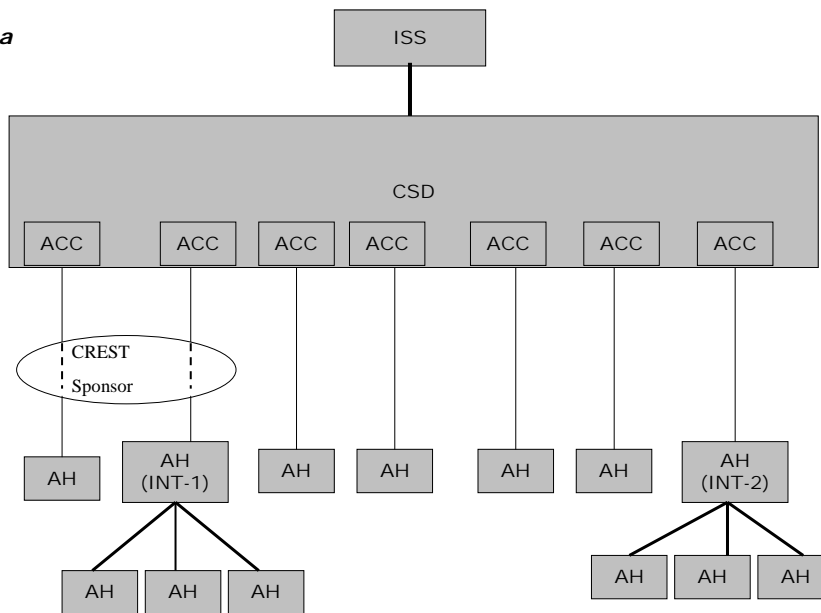 a
ISS
CSD
ACC ACC ACC ACC ACC ACC ACC
CREST
Sponsor
AH AH (INT-1) AH AH AH AH AH (INT-2)
AH AH AH AH AH AH